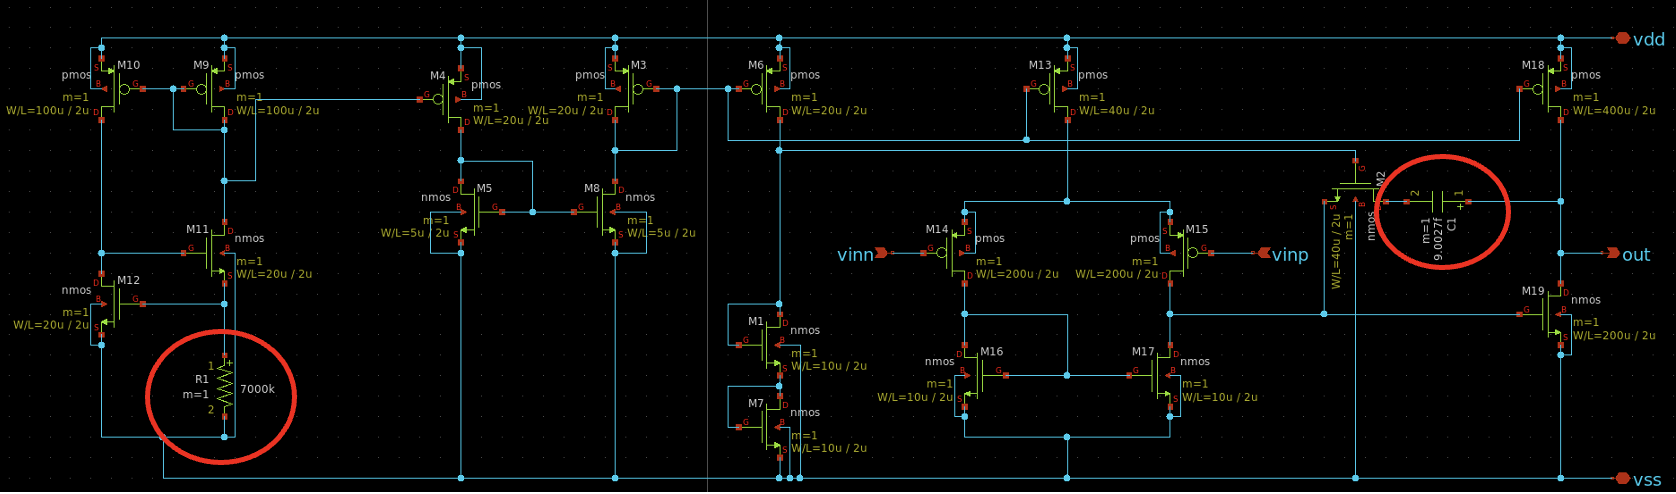 vdd
M10
pmos
m=1
W/L=100u / 2u
M9
pmos
m=1
W/L=100u / 2u
M4
pmos
m=1
W/L=20u / 2u
M3
pmos
m=1
W/L=20u / 2u
M6
pmos
m=1
W/L=20u / 2u
M13
pmos
m=1
W/L=40u / 2u
M18
pmos
m=1
W/L=400u / 2u
M5
nmos
m=1
W/L=5u / 2u
M8
nmos
m=1
W/L=5u / 2u
M2
nmos
m=1
W/L=40u / 2u
2
1
+
C1
m=1
9.0027f
M11
nmos
m=1
W/L=20u / 2u
vinn
M14
pmos
m=1
W/L=200u / 2u
M15
pmos
m=1
W/L=200u / 2u
vinp
out
M12
nmos
m=1
W/L=20u / 2u
M19
nmos
m=1
W/L=200u / 2u
M1
nmos
m=1
W/L=10u / 2u
M16
nmos
m=1
W/L=10u / 2u
M17
nmos
m=1
W/L=10u / 2u
1
+
R1
m=1
7000k
2
M7
nmos
m=1
W/L=10u / 2u
vss